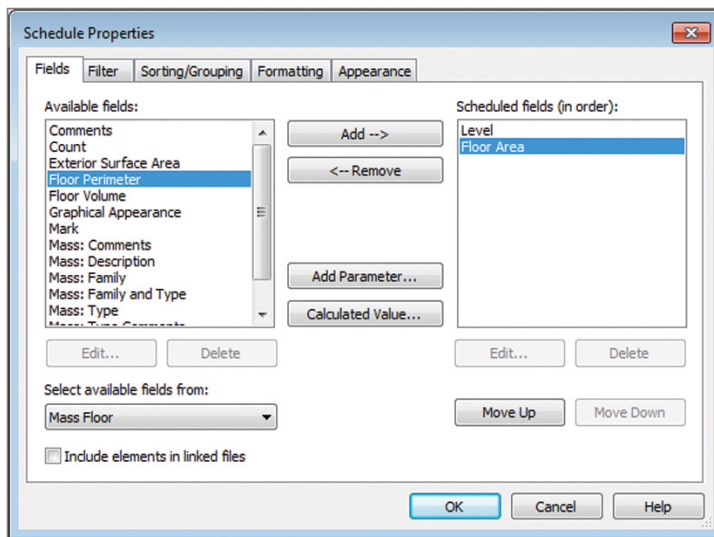 Schedule Properties
Fields
Filter
Sorting/Grouping
Formatting
Appearance
Available fields:
Comments
Count
Exterior Surface Area
Floor Perimeter
Floor Volume
Graphical Appearance
Mark
Mass: Comments
Mass: Description
Mass: Family
Mass: Family and Type
Mass: Type
Mass: Type Comments
Add -->
<-- Remove
Add Parameter...
Calculated Value...
Scheduled fields (in order):
Level
Floor Area
Edit...
Delete
Edit...
Delete
Select available fields from:
Mass Floor
Move Up
Move Down
Include elements in linked files
OK
Cancel
Help